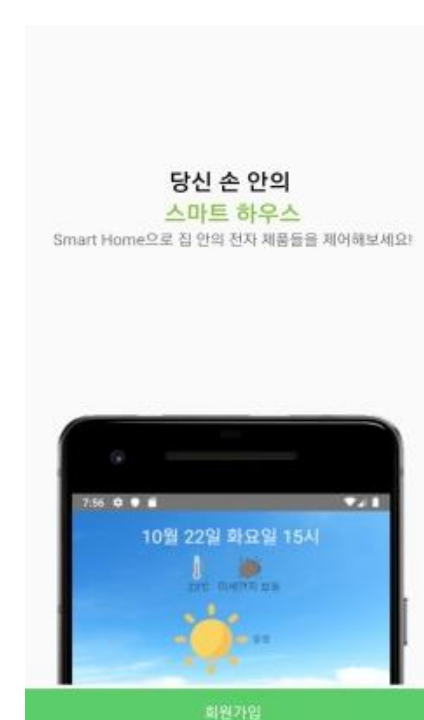 당신 손 안의
스마트 하우스
Smart Home으로 집 안의 전자 제품들을 제어해보세요!
7:56
10월 22일 화요일 15시
23℃ 미세먼지 보통
회원가입